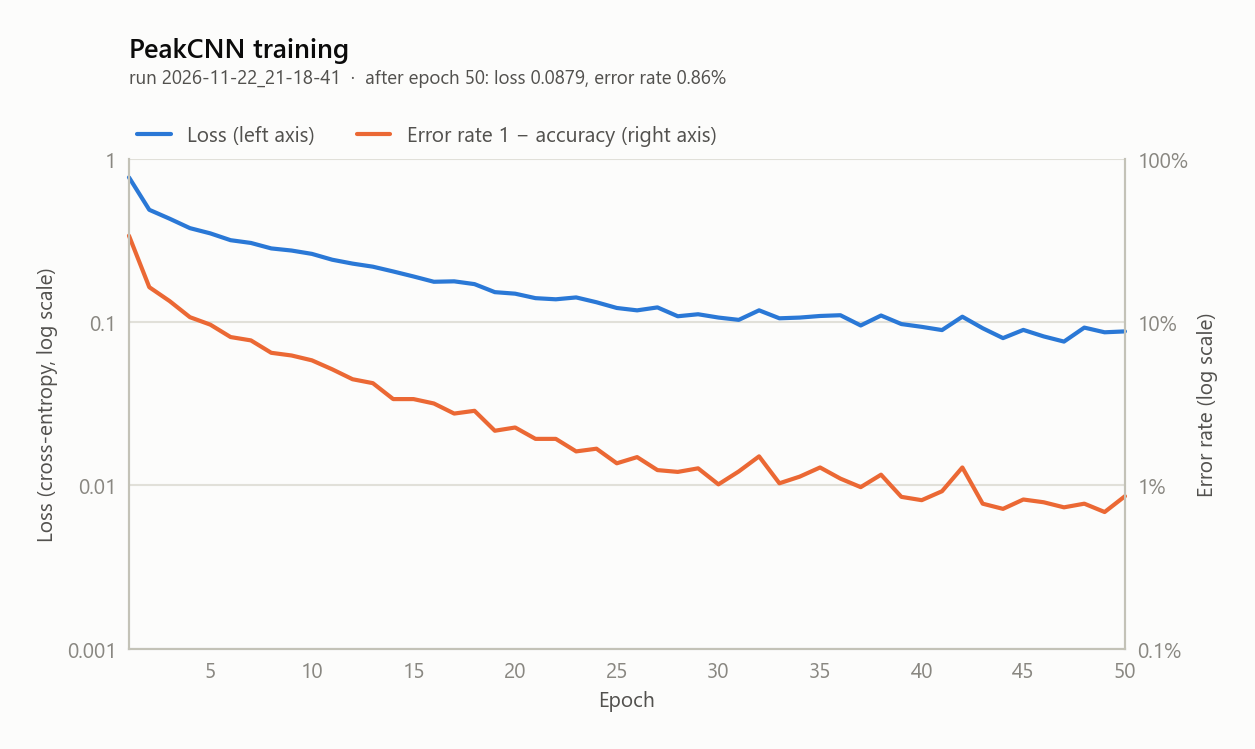 PeakCNN training
run 2026-11-22_21-18-41 · after epoch 50: loss 0.0879, error rate 0.86%
Loss (left axis)
Error rate 1 − accuracy (right axis)
1
0.1
0.01
0.001
Loss (cross-entropy, log scale)
100%
10%
1%
0.1%
Error rate (log scale)
5 10 15 20 25 30 35 40 45 50
Epoch